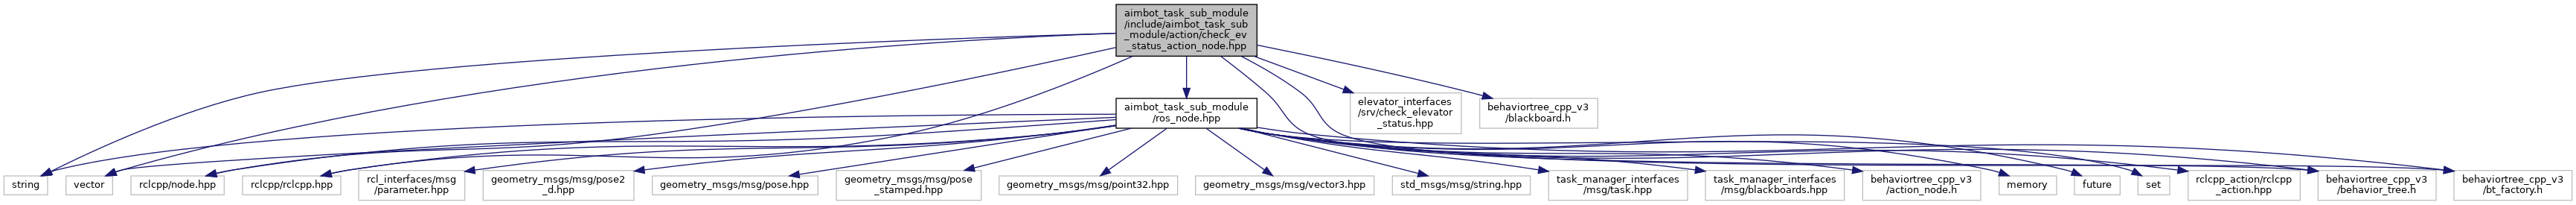 aimbot_task_sub_module
/include/aimbot_task_sub
_module/action/check_ev
_status_action_node.hpp
aimbot_task_sub_module
/ros_node.hpp
elevator_interfaces
/srv/check_elevator
_status.hpp
behaviortree_cpp_v3
/blackboard.h
string
vector
rclcpp/node.hpp
rclcpp/rclcpp.hpp
rcl_interfaces/msg
/parameter.hpp
geometry_msgs/msg/pose2
_d.hpp
geometry_msgs/msg/pose.hpp
geometry_msgs/msg/pose
_stamped.hpp
geometry_msgs/msg/point32.hpp
geometry_msgs/msg/vector3.hpp
std_msgs/msg/string.hpp
task_manager_interfaces
/msg/task.hpp
task_manager_interfaces
/msg/blackboards.hpp
behaviortree_cpp_v3
/action_node.h
memory
future
set
rclcpp_action/rclcpp
_action.hpp
behaviortree_cpp_v3
/behavior_tree.h
behaviortree_cpp_v3
/bt_factory.h